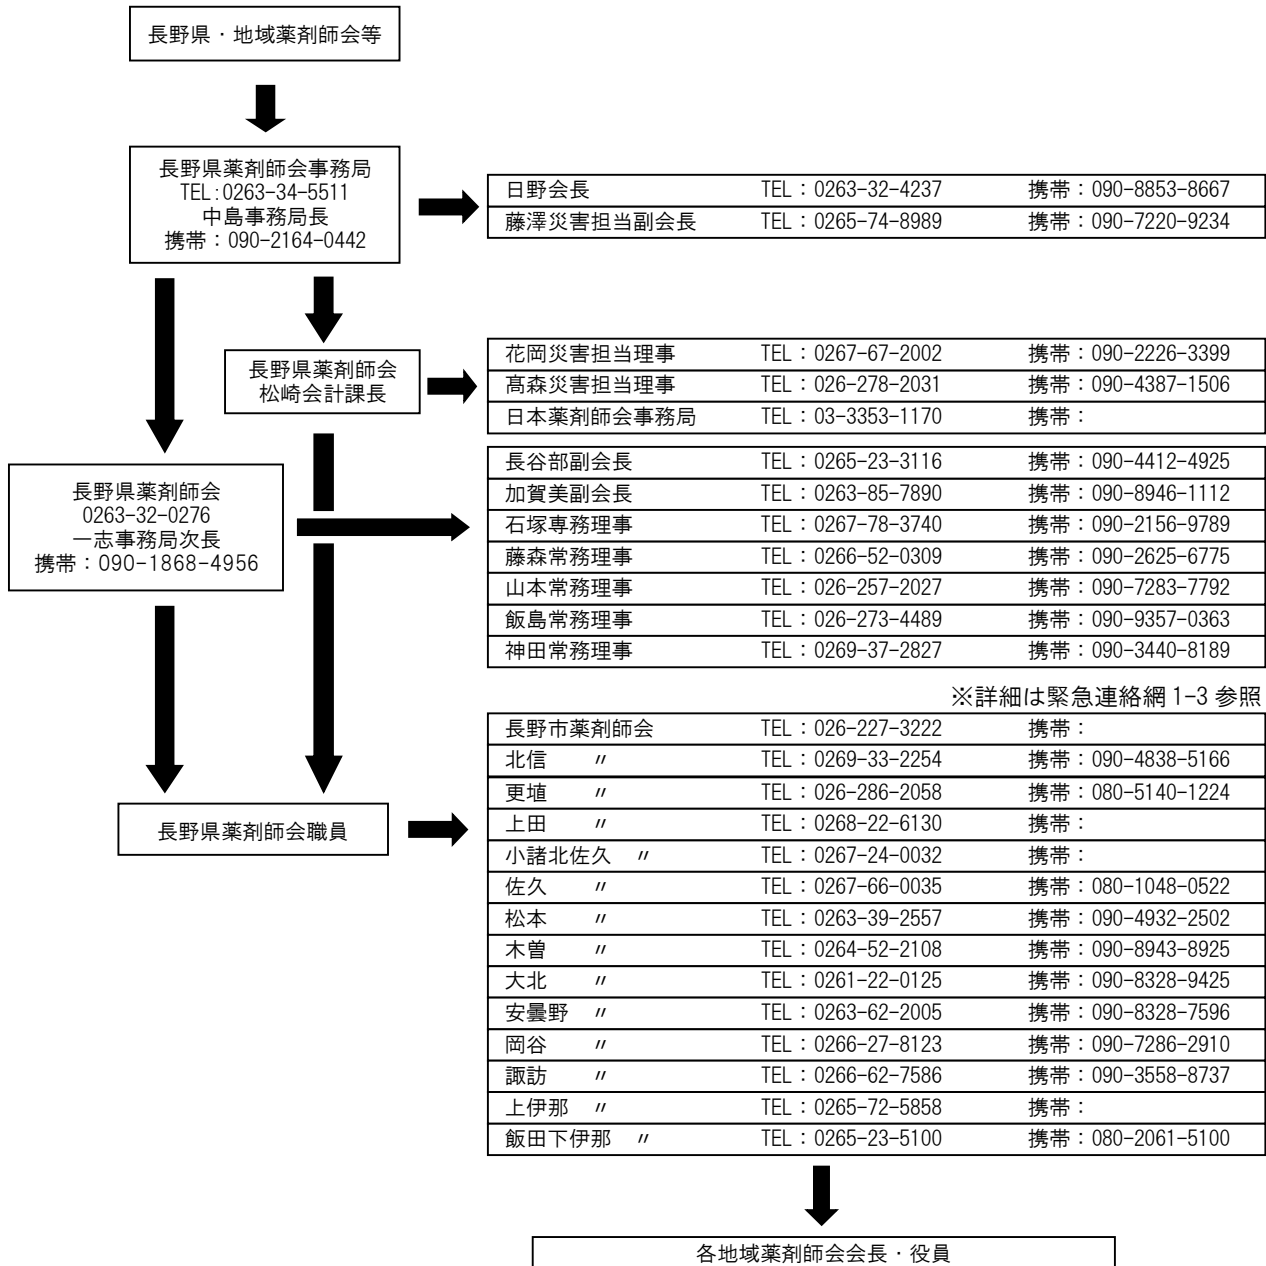 長野県・地域薬剤師会等
長野県薬剤師会事務局
TEL:0263-34-5511
中島事務局長
携帯：090-2164-0442
日野会長 TEL：0263-32-4237 携帯：090-8853-8667
藤澤災害担当副会長 TEL：0265-74-8989 携帯：090-7220-9234
長野県薬剤師会
松崎会計課長
花岡災害担当理事 TEL：0267-67-2002 携帯：090-2226-3399
髙森災害担当理事 TEL：026-278-2031 携帯：090-4387-1506
日本薬剤師会事務局 TEL：03-3353-1170 携帯：
長野県薬剤師会
0263-32-0276
一志事務局次長
携帯：090-1868-4956
長谷部副会長 TEL：0265-23-3116 携帯：090-4412-4925
加賀美副会長 TEL：0263-85-7890 携帯：090-8946-1112
石塚専務理事 TEL：0267-78-3740 携帯：090-2156-9789
藤森常務理事 TEL：0266-52-0309 携帯：090-2625-6775
山本常務理事 TEL：026-257-2027 携帯：090-7283-7792
飯島常務理事 TEL：026-273-4489 携帯：090-9357-0363
神田常務理事 TEL：0269-37-2827 携帯：090-3440-8189
※詳細は緊急連絡網 1-3 参照
長野県薬剤師会職員
長野市薬剤師会 TEL：026-227-3222 携帯：
北信 〃 TEL：0269-33-2254 携帯：090-4838-5166
更埴 〃 TEL：026-286-2058 携帯：080-5140-1224
上田 〃 TEL：0268-22-6130 携帯：
小諸北佐久 〃 TEL：0267-24-0032 携帯：
佐久 〃 TEL：0267-66-0035 携帯：080-1048-0522
松本 〃 TEL：0263-39-2557 携帯：090-4932-2502
木曽 〃 TEL：0264-52-2108 携帯：090-8943-8925
大北 〃 TEL：0261-22-0125 携帯：090-8328-9425
安曇野 〃 TEL：0263-62-2005 携帯：090-8328-7596
岡谷 〃 TEL：0266-27-8123 携帯：090-7286-2910
諏訪 〃 TEL：0266-62-7586 携帯：090-3558-8737
上伊那 〃 TEL：0265-72-5858 携帯：
飯田下伊那 〃 TEL：0265-23-5100 携帯：080-2061-5100
各地域薬剤師会会長・役員